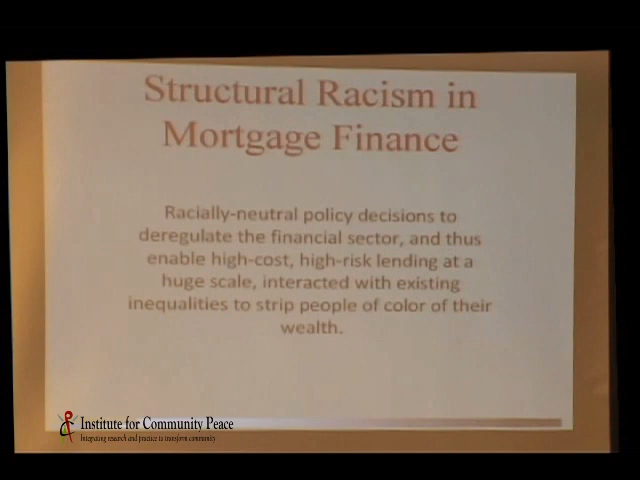 Structural Racism in
Mortgage Finance
Racially-neutral policy decisions to
deregulate the financial sector, and thus
enable high-cost, high-risk lending at a
huge scale, interacted with existing
inequalities to strip people of color of their
wealth.
Institute for Community Peace
Integrating research and practice to transform community